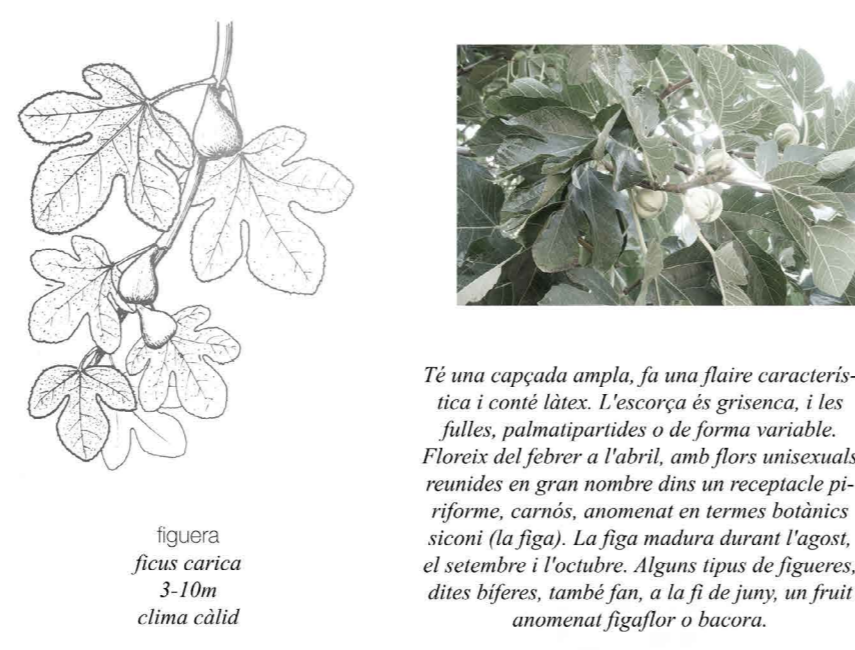 figuera
ficus carica
3-10m
clima càlid
Té una capçada ampla, fa una flaire caracterís-
tica i conté làtex. L'escorça és grisenca, i les
fulles, palmatipartides o de forma variable.
Floreix del febrer a l'abril, amb flors unisexuals
reunides en gran nombre dins un receptacle pi-
riforme, carnós, anomenat en termes botànics
siconi (la figa). La figa madura durant l'agost,
el setembre i l'octubre. Alguns tipus de figueres,
dites bíferes, també fan, a la fi de juny, un fruit
anomenat figaflor o bacora.